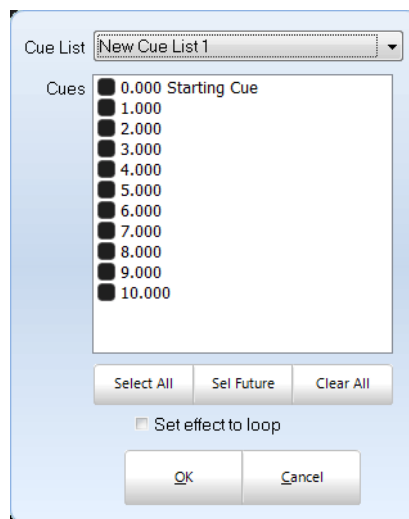 Cue List New Cue List 1
Cues 0.000 Starting Cue
1.000
2.000
3.000
4.000
5.000
6.000
7.000
8.000
9.000
10.000
Select All Sel Future Clear All
Set effect to loop
OK Cancel